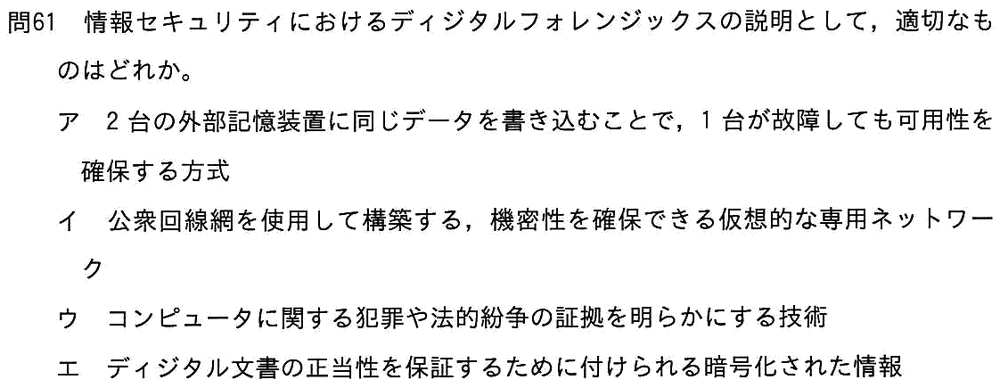 問61 情報セキュリティにおけるディジタルフォレンジックスの説明として，適切なも
のはどれか。
ア 2台の外部記憶装置に同じデータを書き込むことで，1台が故障しても可用性を
確保する方式
イ 公衆回線網を使用して構築する，機密性を確保できる仮想的な専用ネットワー
ク
ウ コンピュータに関する犯罪や法的紛争の証拠を明らかにする技術
エ ディジタル文書の正当性を保証するために付けられる暗号化された情報